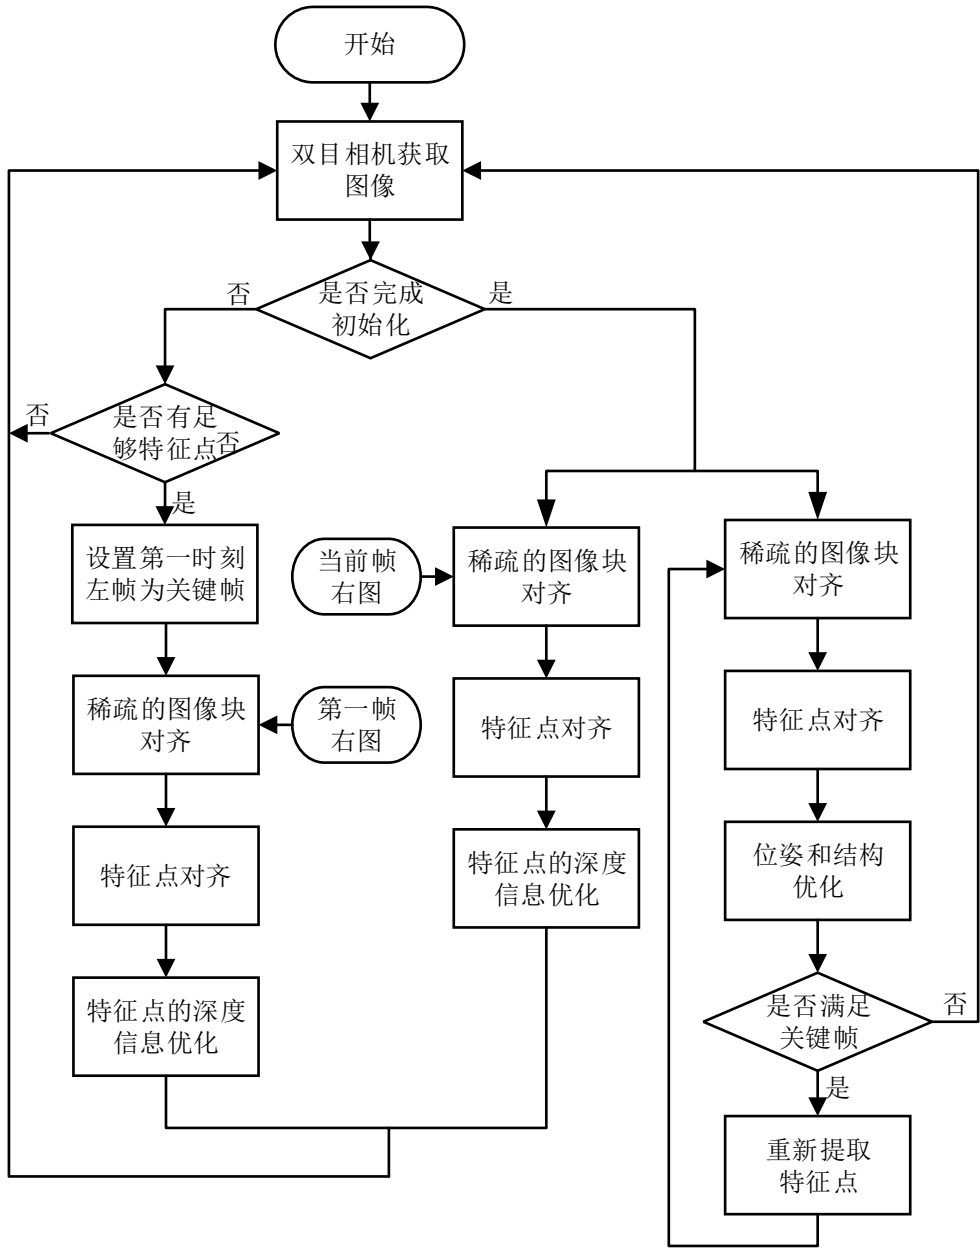 开始
双目相机获取
图像
否
是否完成
初始化
是
否
是否有足
够特征点
否
是
设置第一时刻
左帧为关键帧
稀疏的图像块
对齐
第一帧
右图
特征点对齐
特征点的深度
信息优化
当前帧
右图
稀疏的图像块
对齐
特征点对齐
特征点的深度
信息优化
稀疏的图像块
对齐
特征点对齐
位姿和结构
优化
是否满足
关键帧
否
是
重新提取
特征点